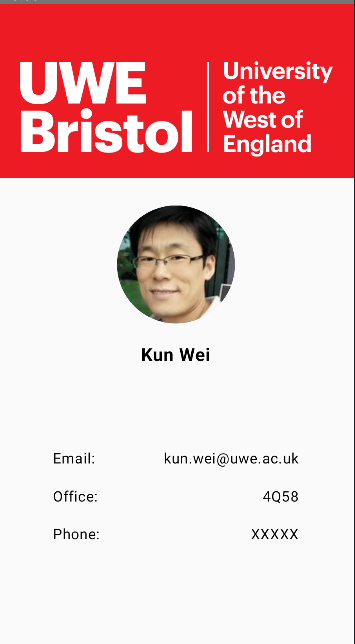 UWE
Bristol
University
of the
West of
England
Kun Wei
Email: kun.wei@uwe.ac.uk
Office: 4Q58
Phone: XXXXX